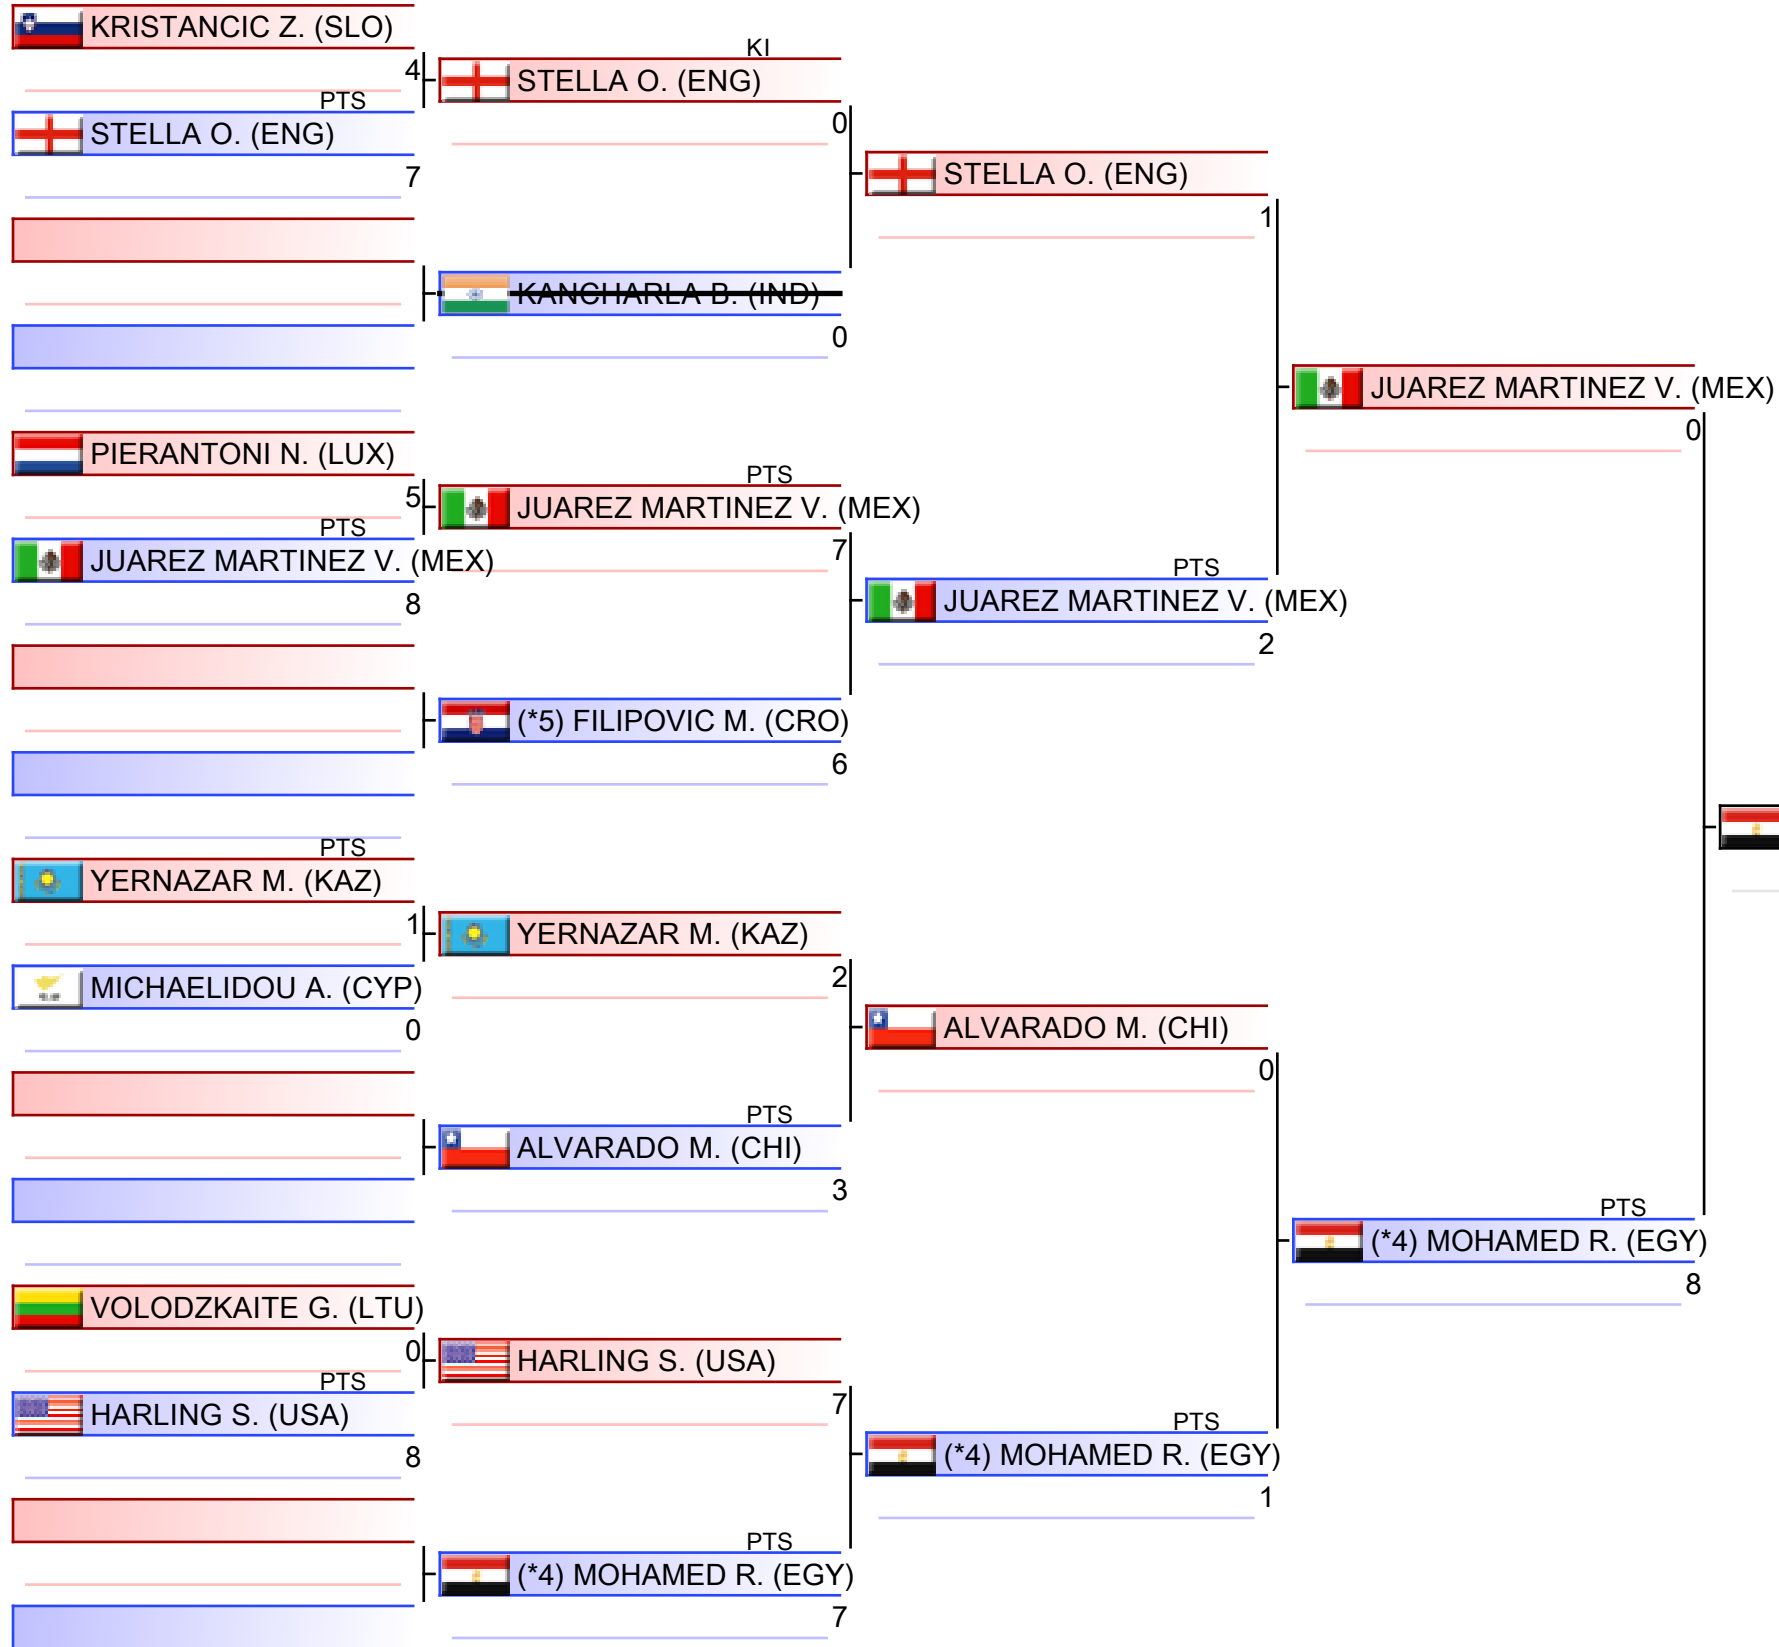 KRISTANCIC Z. (SLO)
4
PTS
STELLA O. (ENG)
7
PIERANTONI N. (LUX)
5
PTS
JUAREZ MARTINEZ V. (MEX)
8
PTS
YERNAZAR M. (KAZ)
1
MICHAELIDOU A. (CYP)
0
VOLODZKAITE G. (LTU)
0
PTS
HARLING S. (USA)
8
KI
STELLA O. (ENG)
0
KANCHARLA B. (IND)
0
PTS
JUAREZ MARTINEZ V. (MEX)
7
(*5) FILIPOVIC M. (CRO)
6
YERNAZAR M. (KAZ)
2
PTS
ALVARADO M. (CHI)
3
HARLING S. (USA)
7
PTS
(*4) MOHAMED R. (EGY)
7
STELLA O. (ENG)
1
PTS
JUAREZ MARTINEZ V. (MEX)
2
ALVARADO M. (CHI)
0
PTS
(*4) MOHAMED R. (EGY)
1
JUAREZ MARTINEZ V. (MEX)
0
PTS
(*4) MOHAMED R. (EGY)
8